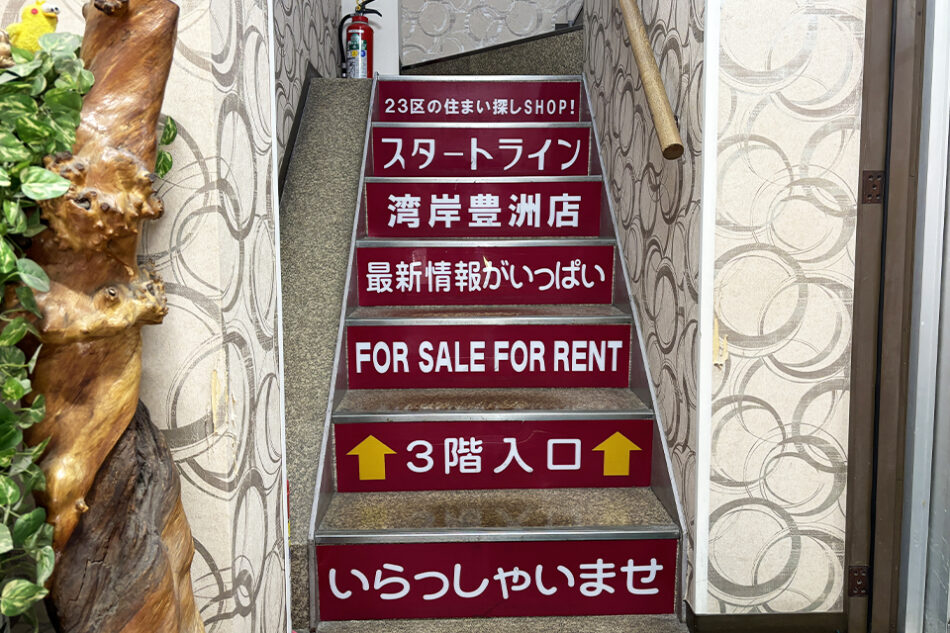 23区の住まい探しSHOP!
スタートライン
湾岸豊洲店
最新情報がいっぱい
FOR SALE FOR RENT
3階入口
いらっしゃいませ